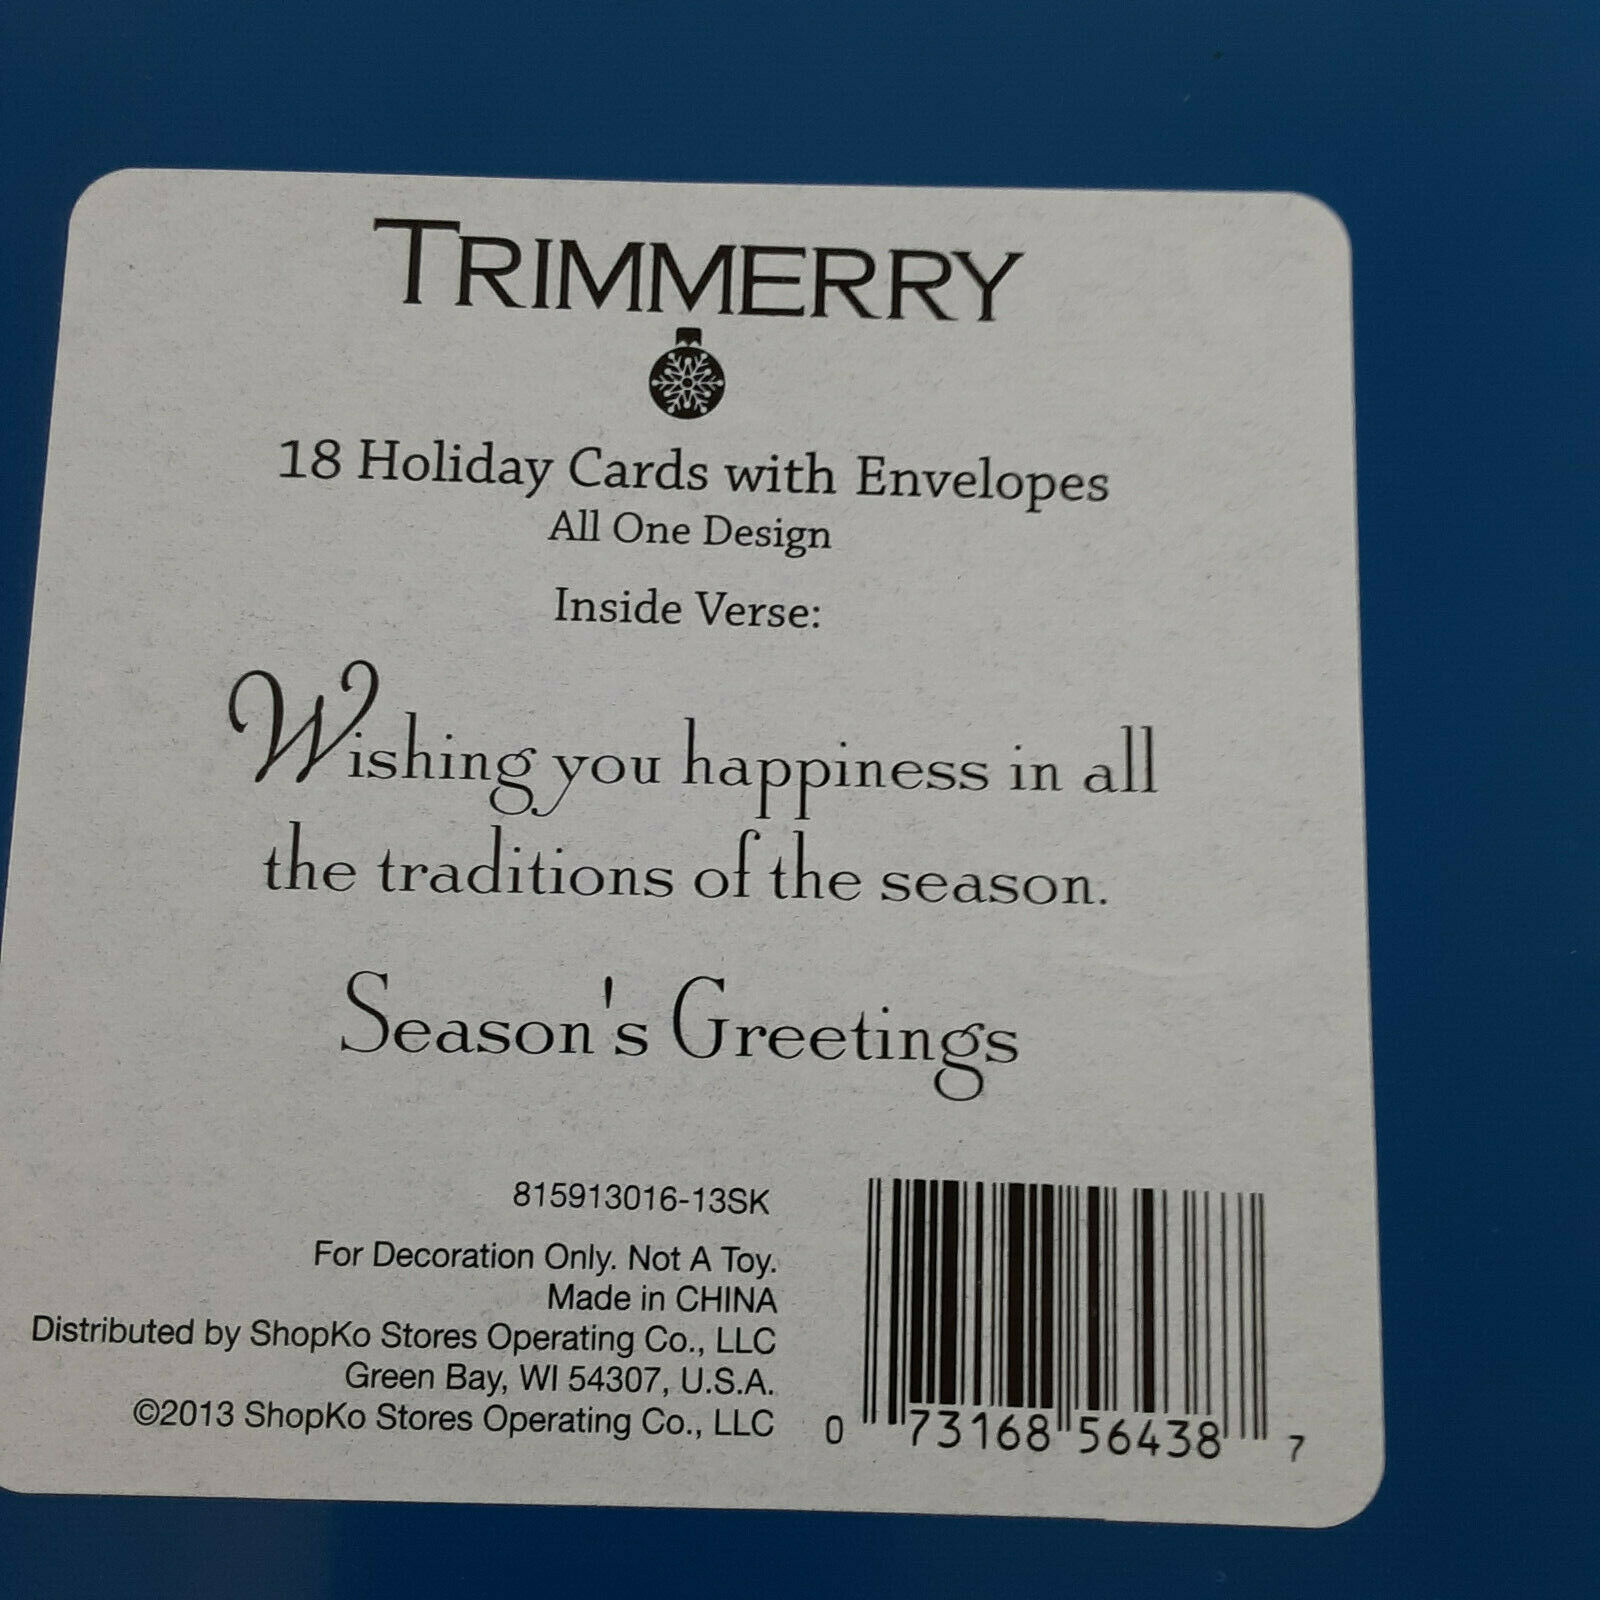 TRIMMERRY
18 Holiday Cards with Envelopes
All One Design
Inside Verse:
Wishing you happiness in all
the traditions of the season.
Season's Greetings
815913016-13SK
For Decoration Only. Not A Toy.
Made in CHINA
Distributed by ShopKo Stores Operating Co., LLC
Green Bay, WI 54307, U.S.A.
©2013 ShopKo Stores Operating Co., LLC
0 73168 56438 7